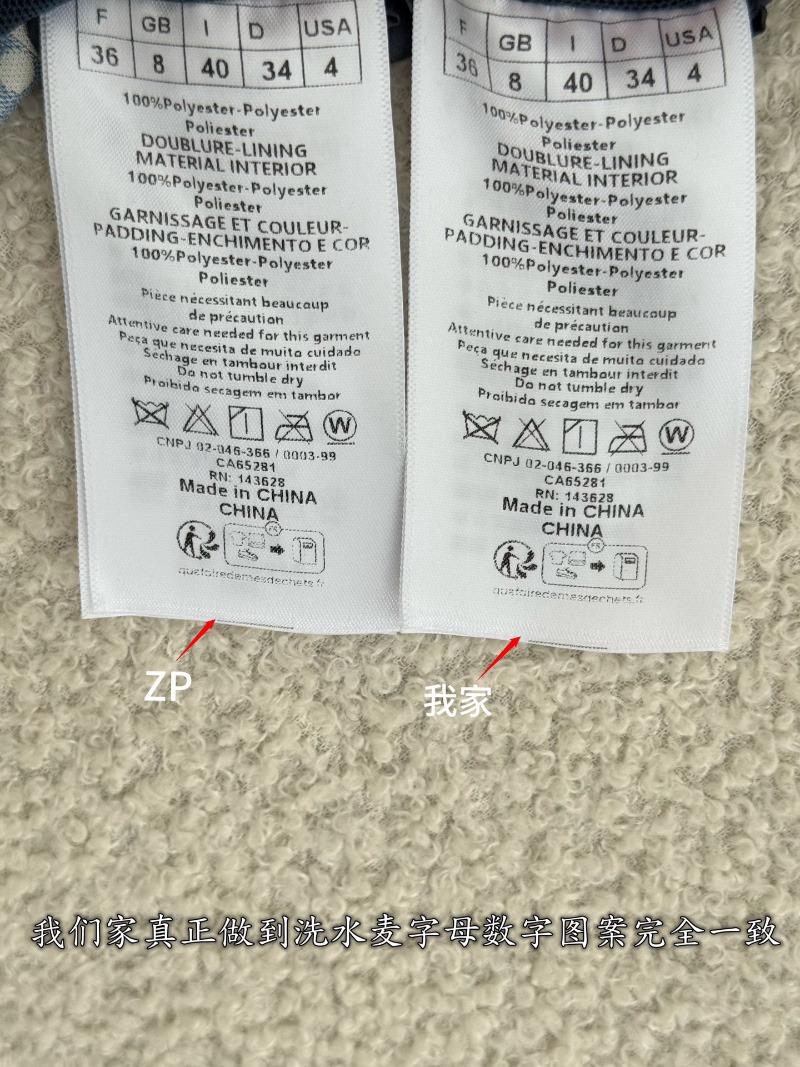 F GB I D USA
36 8 40 34 4
100%Polyester-Polyester
Poliester
DOUBLURE-LINING
MATERIAL INTERIOR
100%Polyester-Polyester
Poliester
GARNISSAGE ET COULEUR-
PADDING-ENCHIMENTO E COR
100%Polyester-Polyester
Poliester
Pièce nécessitant beaucoup
de précaution
Attentive care needed for this garment
Peça que necesita de muito cuidado
Séchage en tambour interdit
Do not tumble dry
Proibido secagem em tambor
W
CNPJ 02-046-366 / 0003-99
CA65281
RN: 143628
Made in CHINA
CHINA
FR
quefairedemesdechets.fr
ZP
F GB I D USA
36 8 40 34 4
100%Polyester-Polyester
Poliester
DOUBLURE-LINING
MATERIAL INTERIOR
100%Polyester-Polyester
Poliester
GARNISSAGE ET COULEUR-
PADDING-ENCHIMENTO E COR
100%Polyester-Polyester
Poliester
Pièce nécessitant beaucoup
de précaution
Attentive care needed for this garment
Peça que necesita de muito cuidado
Séchage en tambour interdit
Do not tumble dry
Proibido secagem em tambor
W
CNPJ 02-046-366 / 0003-99
CA65281
RN: 143628
Made in CHINA
CHINA
FR
quefairedemesdechets.fr
我家
我们家真正做到洗水麦字母数字图案完全一致